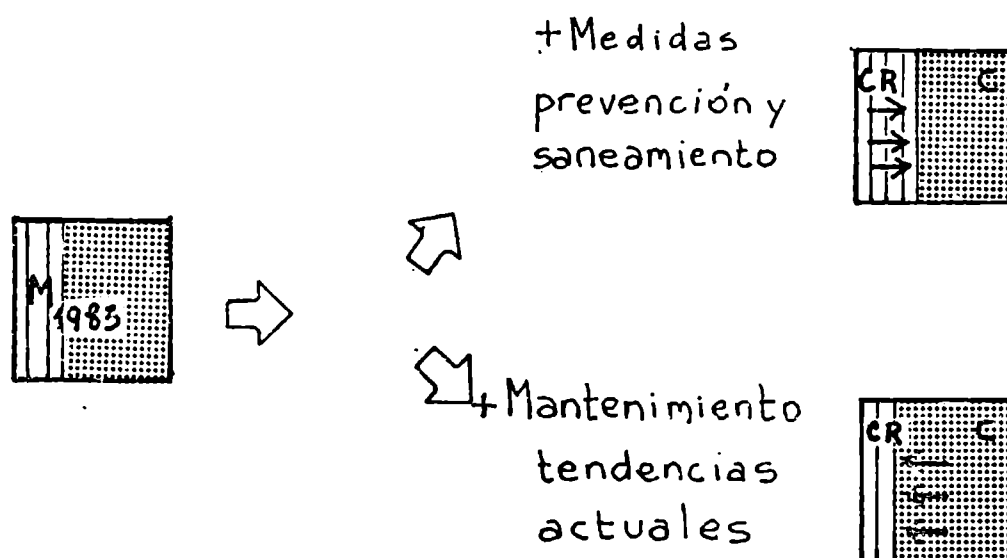 +Medidas
prevención y
saneamiento
CR C
M
1983
+Mantenimiento
tendencias
actuales
CR C